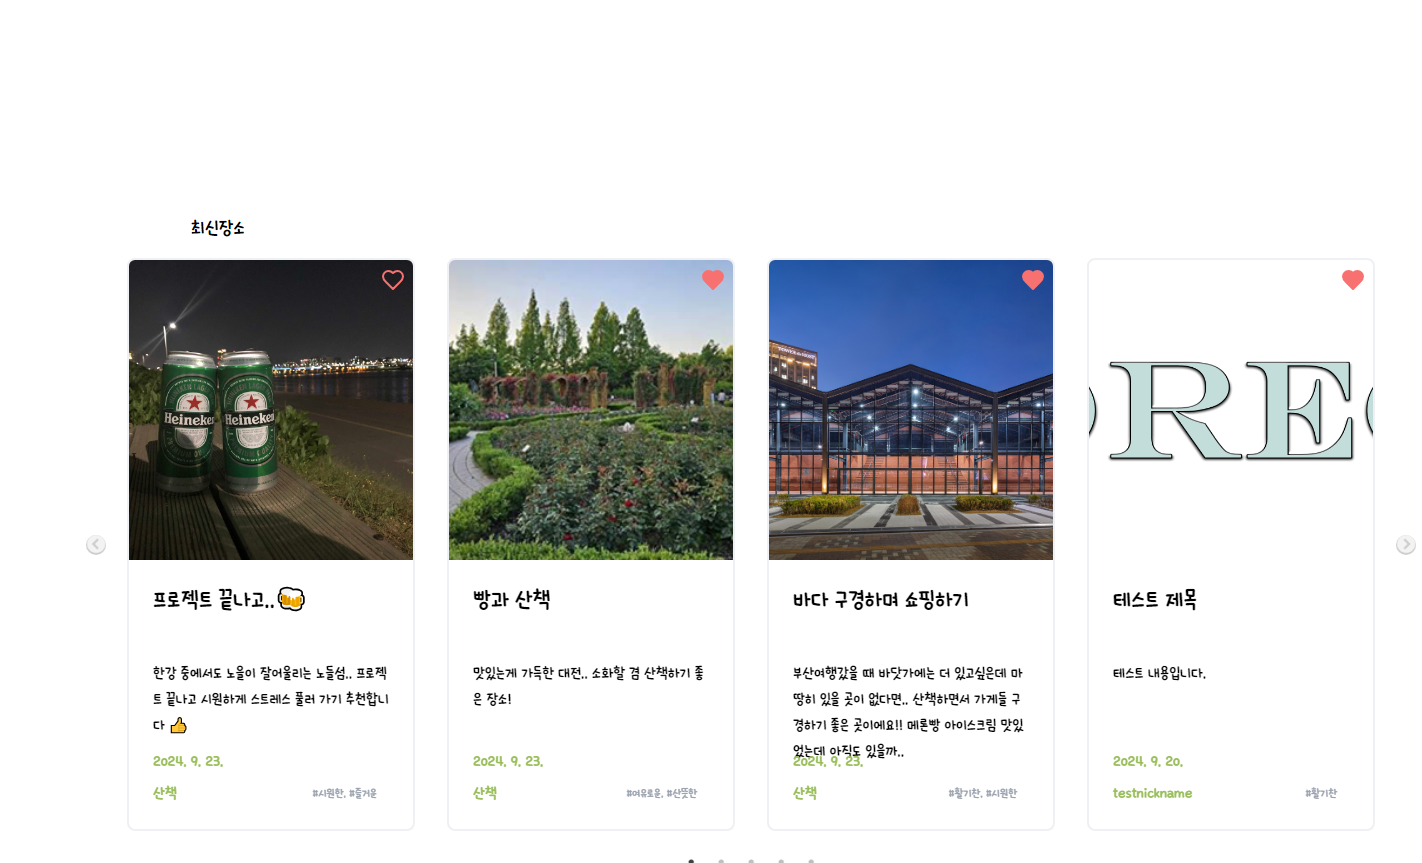 최신장소
Heineken
Heineken
ORE
프로젝트 끝나고..🍻
한강 중에서도 노을이 잘어울리는 노들섬.. 프로젝
트 끝나고 시원하게 스트레스 풀러 가기 추천합니
다 👍
2024. 9. 23.
산책
#시원한, #즐거운
빵과 산책
맛있는게 가득한 대전.. 소화할 겸 산책하기 좋
은 장소!
2024. 9. 23.
산책
#여유로운, #산뜻한
바다 구경하며 쇼핑하기
부산여행갔을 때 바닷가에는 더 있고싶은데 마
땅히 있을 곳이 없다면.. 산책하면서 가게들 구
경하기 좋은 곳이에요!! 메론빵 아이스크림 맛있
었는데 아직도 있을까..
2024. 9. 23.
산책
#활기찬, #시원한
테스트 제목
테스트 내용입니다.
2024. 9. 20.
testnickname
#활기찬